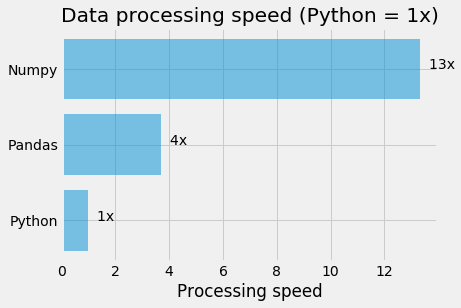 Data processing speed (Python = 1x)
Numpy
13x
Pandas
4x
Python
1x
0 2 4 6 8 10 12
Processing speed